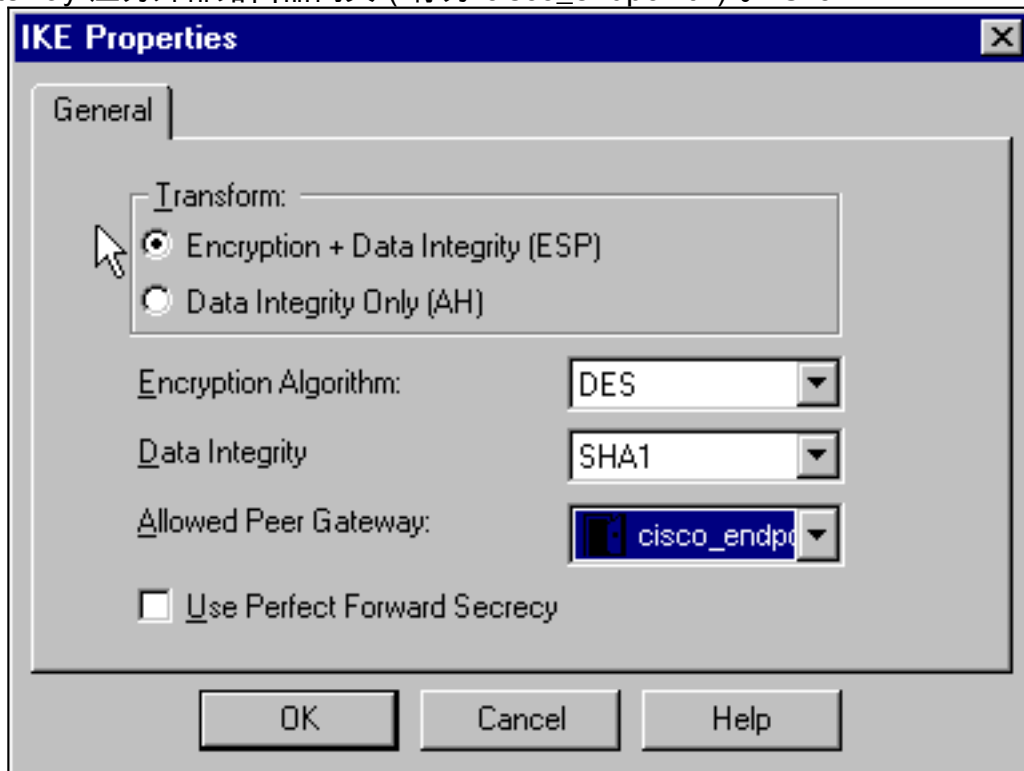 IKE Properties
General
Transform:
Encryption + Data Integrity (ESP)
Data Integrity Only (AH)
Encryption Algorithm:
DES
Data Integrity
SHA1
Allowed Peer Gateway:
cisco_endpo
Use Perfect Forward Secrecy
OK
Cancel
Help